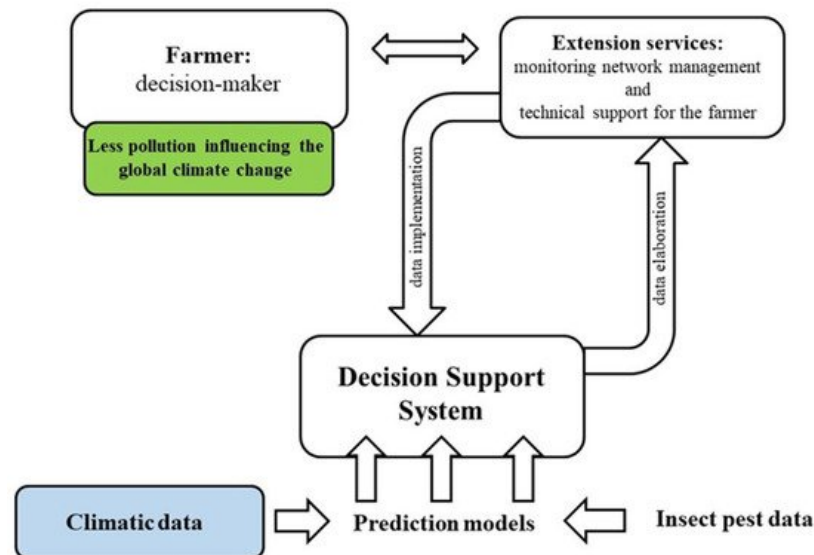 Farmer:
decision-maker
Less pollution influencing the
global climate change
Extension services:
monitoring network management
and
technical support for the farmer
data implementation
data elaboration
Decision Support
System
Climatic data
Prediction models
Insect pest data